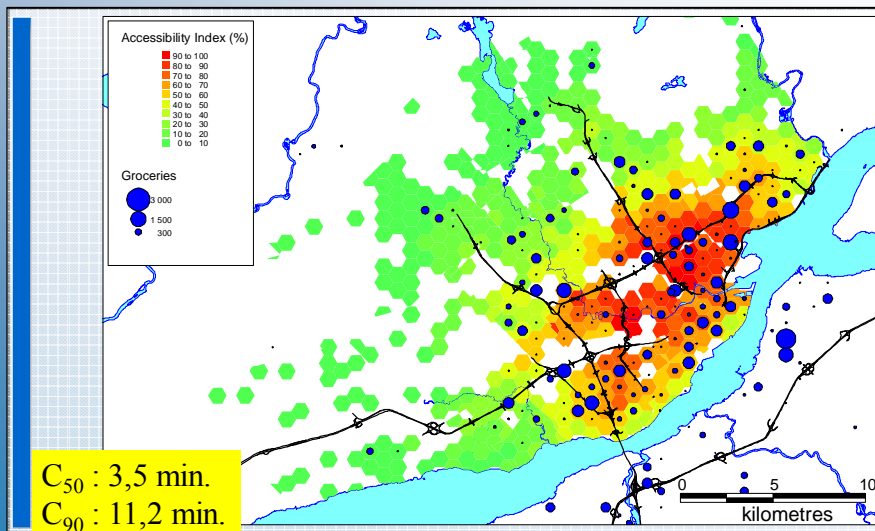 Accessibility Index (%)
90 to 100
80 to 90
70 to 80
60 to 70
50 to 60
40 to 50
30 to 40
20 to 30
10 to 20
0 to 10
Groceries
3 000
1 500
300
C50 : 3,5 min.
C90 : 11,2 min.
0 5 10
kilometres